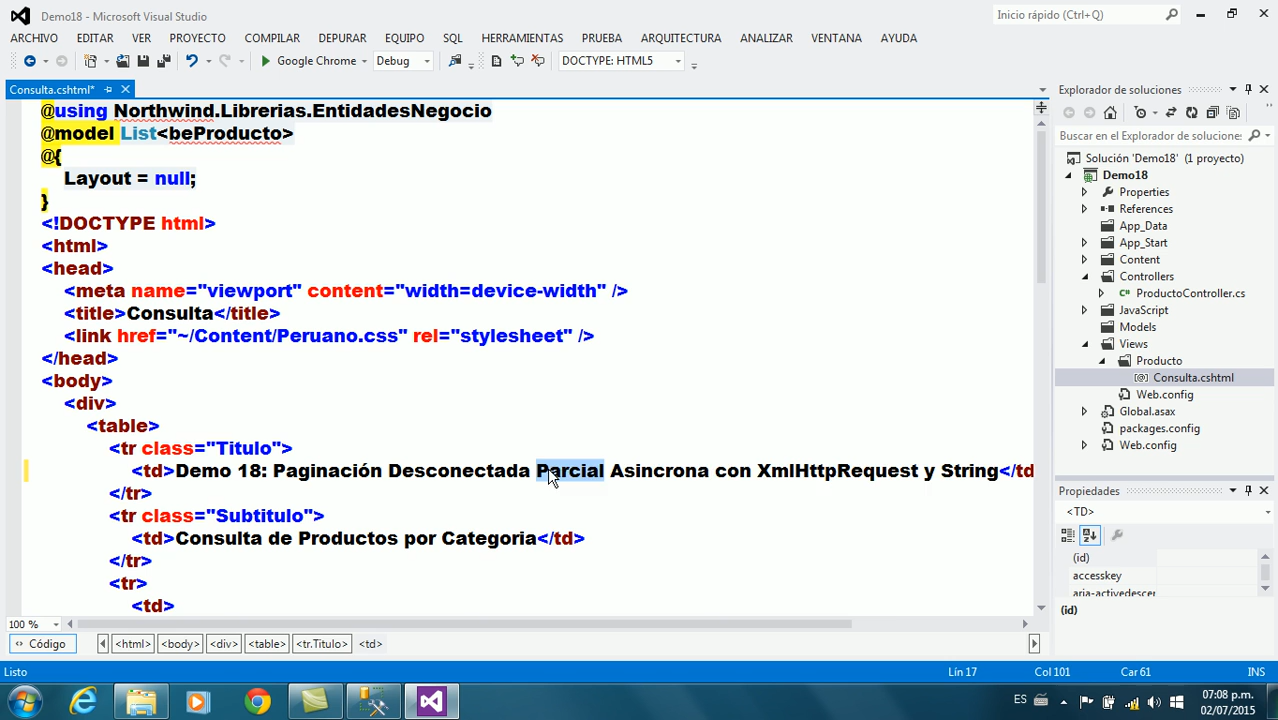 Demo18 - Microsoft Visual Studio
Inicio rápido (Ctrl+Q)
ARCHIVO EDITAR VER PROYECTO COMPILAR DEPURAR EQUIPO SQL HERRAMIENTAS PRUEBA ARQUITECTURA ANALIZAR VENTANA AYUDA
Google Chrome Debug DOCTYPE: HTML5
Consulta.cshtml*
@using Northwind.Librerias.EntidadesNegocio
@model List<beProducto>
@{
Layout = null;
}
<!DOCTYPE html>
<html>
<head>
<meta name="viewport" content="width=device-width" />
<title>Consulta</title>
<link href="~/Content/Peruano.css" rel="stylesheet" />
</head>
<body>
<div>
<table>
<tr class="Titulo">
<td>Demo 18: Paginación Desconectada Parcial Asincrona con XmlHttpRequest y String</td
</tr>
<tr class="Subtitulo">
<td>Consulta de Productos por Categoria</td>
</tr>
<tr>
<td>
100 %
Código <html> <body> <div> <table> <tr.Titulo> <td>
Explorador de soluciones
Buscar en el Explorador de soluciones
Solución 'Demo18' (1 proyecto)
Demo18
Properties
References
App_Data
App_Start
Content
Controllers
ProductoController.cs
JavaScript
Models
Views
Producto
Consulta.cshtml
Web.config
Global.asax
packages.config
Web.config
Propiedades
<TD>
(id)
accesskey
aria-activedescer
(id)
Listo Lín 17 Col 101 Car 61 INS
ES
07:08 p.m.
02/07/2015